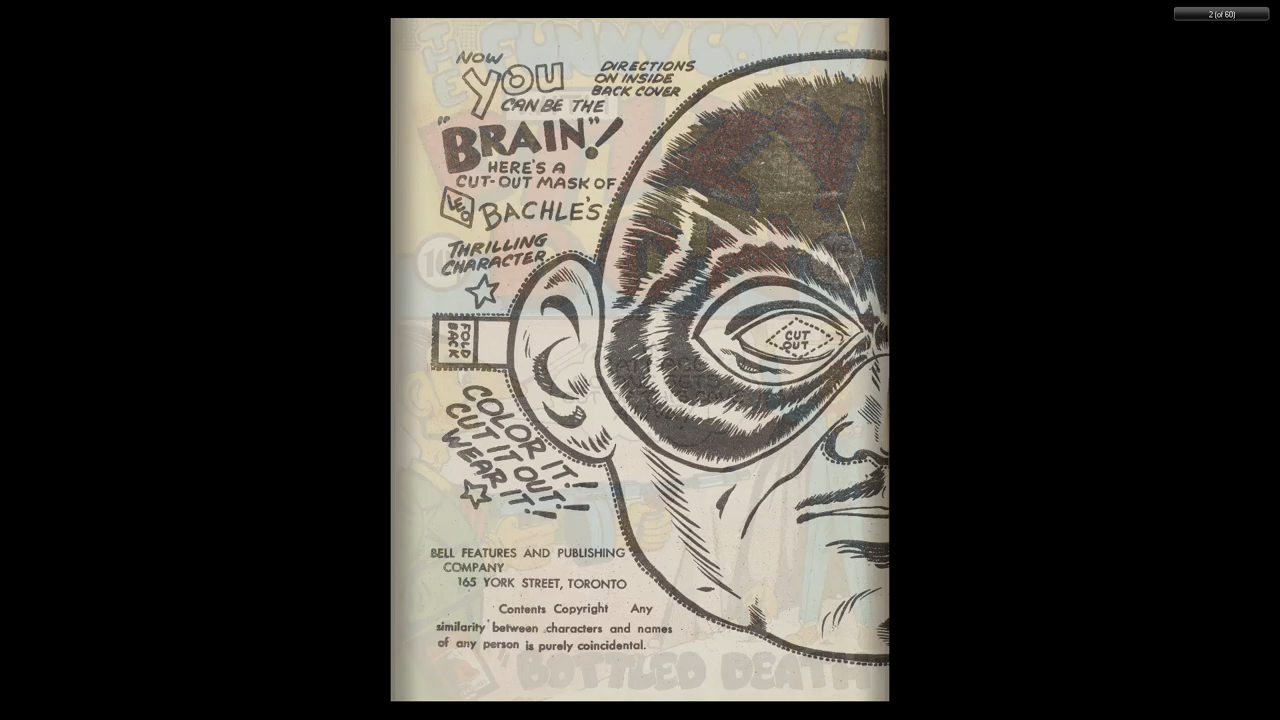 2 (of 60)
NOW
YOU
CAN BE THE
"BRAIN"!
HERE'S A
CUT-OUT MASK OF
LEO BACHLE'S
THRILLING
CHARACTER
DIRECTIONS
ON INSIDE
BACK COVER
CUT
OUT
FOLD
BACK
COLOR IT!
CUT IT OUT!
WEAR IT!!
BELL FEATURES AND PUBLISHING
COMPANY
165 YORK STREET, TORONTO
Contents Copyright Any
similarity between characters and names
of any person is purely coincidental.
"BOTTLED DEATH